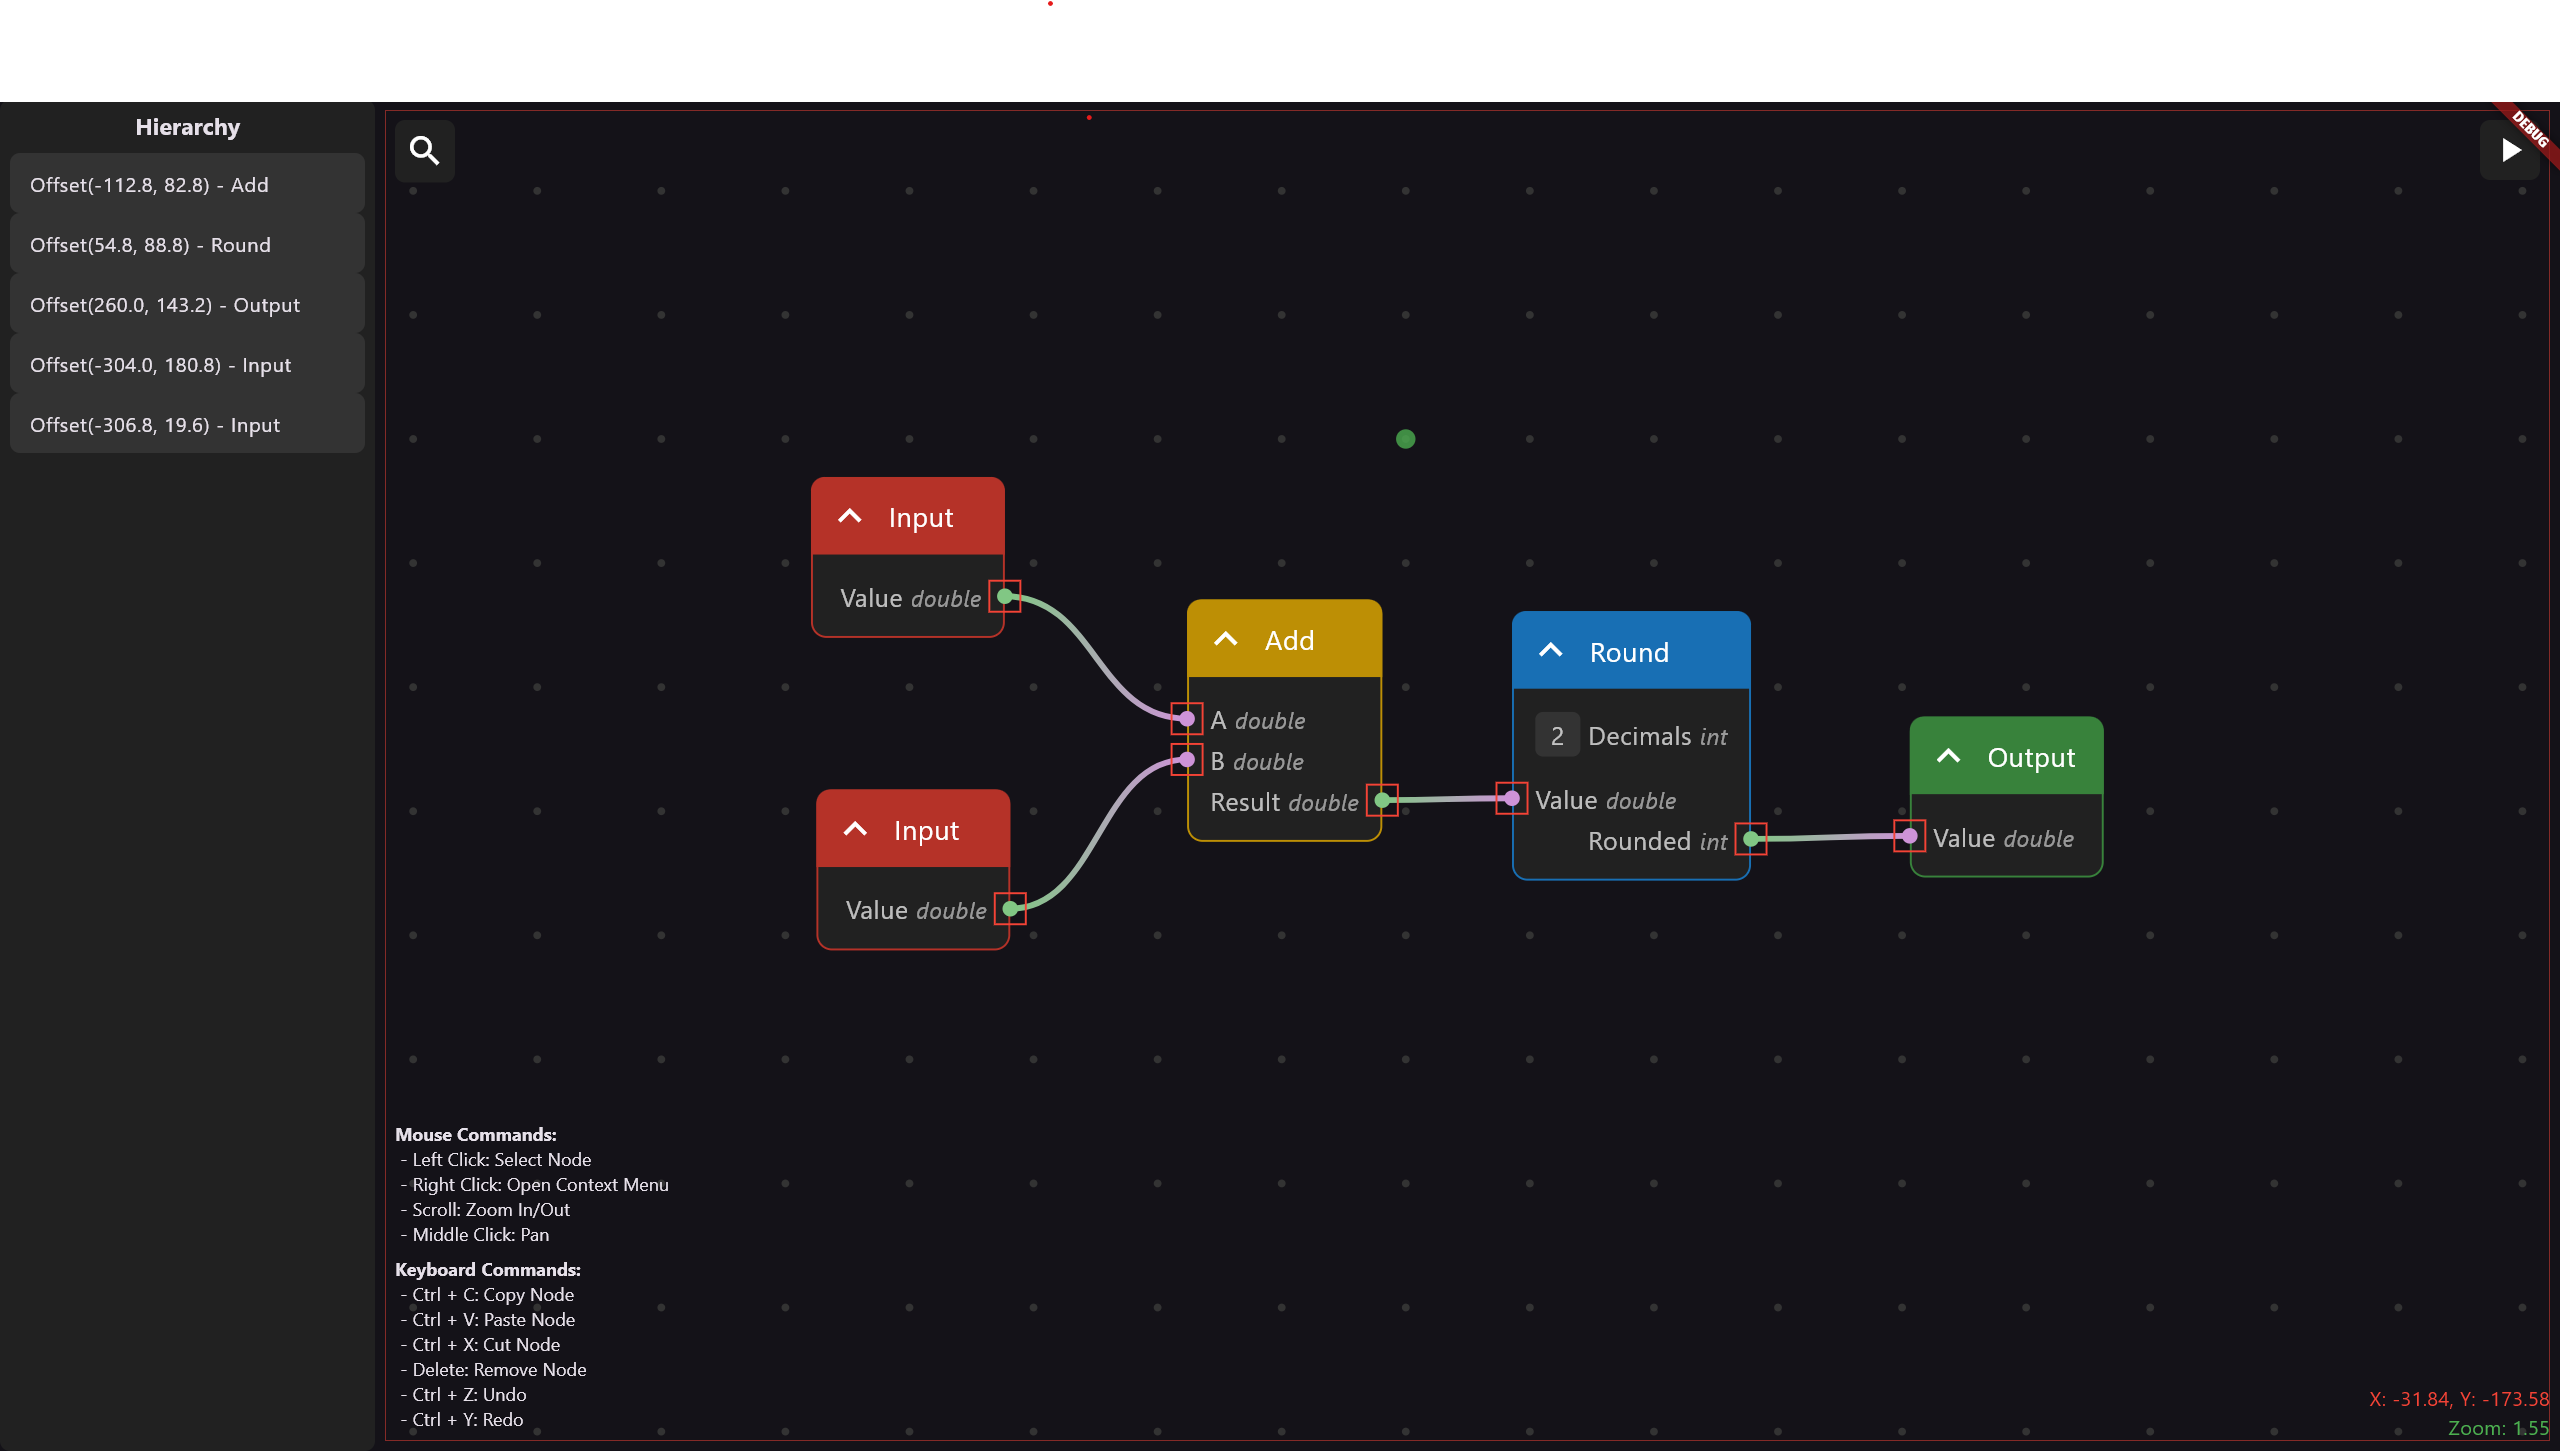 Hierarchy
Offset(-112.8, 82.8) - Add
Offset(54.8, 88.8) - Round
Offset(260.0, 143.2) - Output
Offset(-304.0, 180.8) - Input
Offset(-306.8, 19.6) - Input
DEBUG
Input
Value double
Add
A double
B double
Result double
Round
2 Decimals int
Value double
Rounded int
Output
Value double
Input
Value double
Mouse Commands:
- Left Click: Select Node
- Right Click: Open Context Menu
- Scroll: Zoom In/Out
- Middle Click: Pan
Keyboard Commands:
- Ctrl + C: Copy Node
- Ctrl + V: Paste Node
- Ctrl + X: Cut Node
- Delete: Remove Node
- Ctrl + Z: Undo
- Ctrl + Y: Redo
X: -31.84, Y: -173.58
Zoom: 1.55